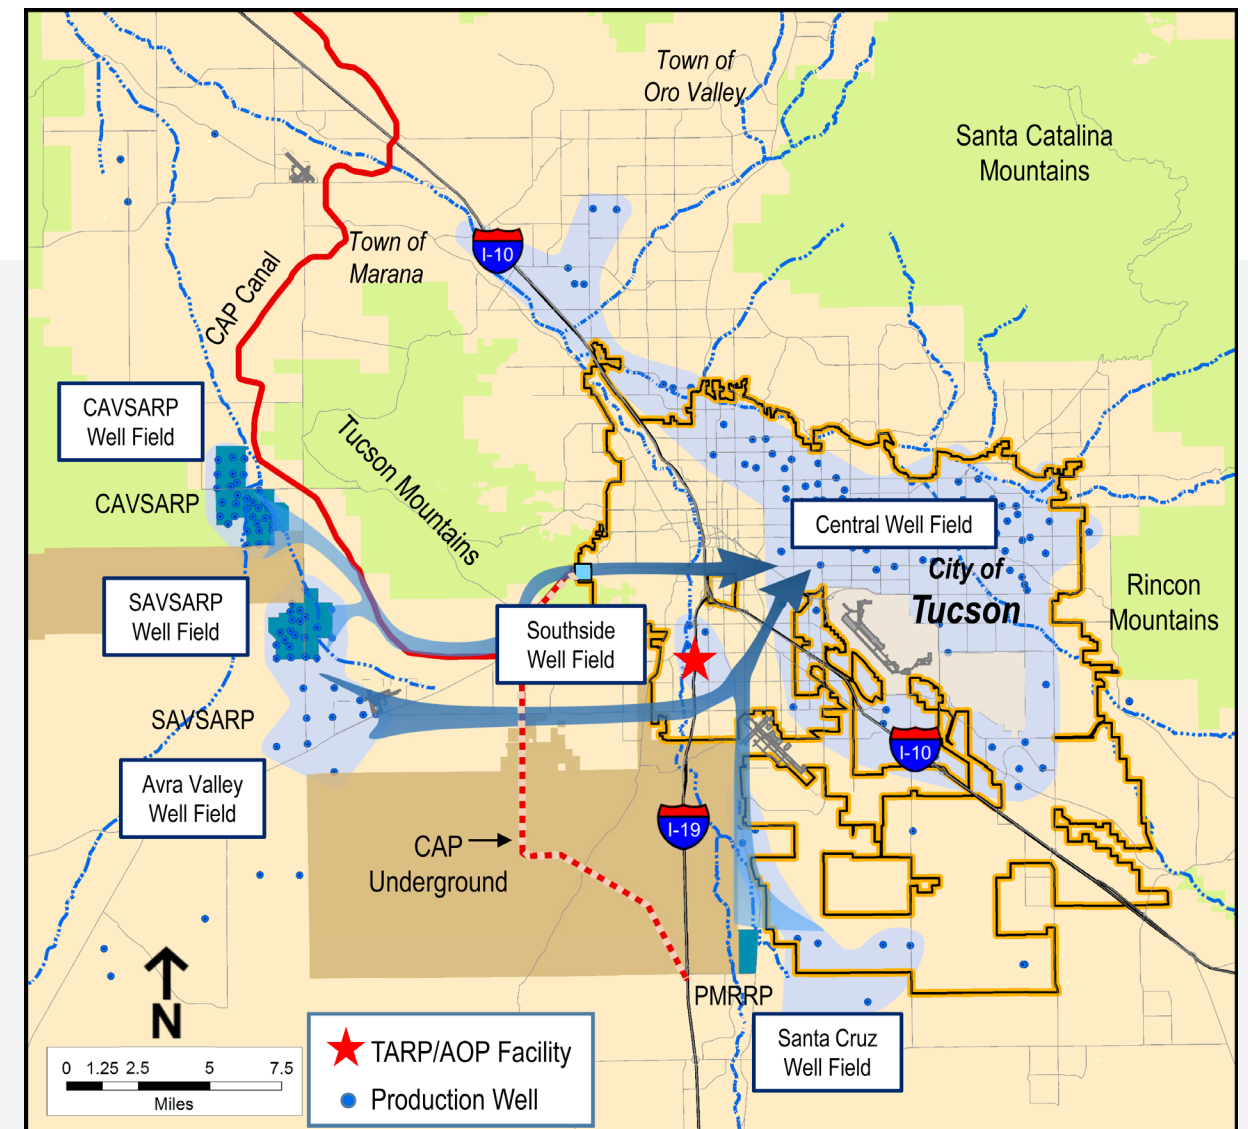 Town of
Oro Valley
Santa Catalina
Mountains
I-10
Town of
Marana
CAP Canal
CAVSARP
Well Field
Tucson Mountains
CAVSARP
Central Well Field
City of
Tucson
Rincon
Mountains
SAVSARP
Well Field
Southside
Well Field
SAVSARP
I-10
Avra Valley
Well Field
I-19
CAP
Underground
PMRRP
N
Santa Cruz
Well Field
TARP/AOP Facility
Production Well
0 1.25 2.5 5 7.5
Miles